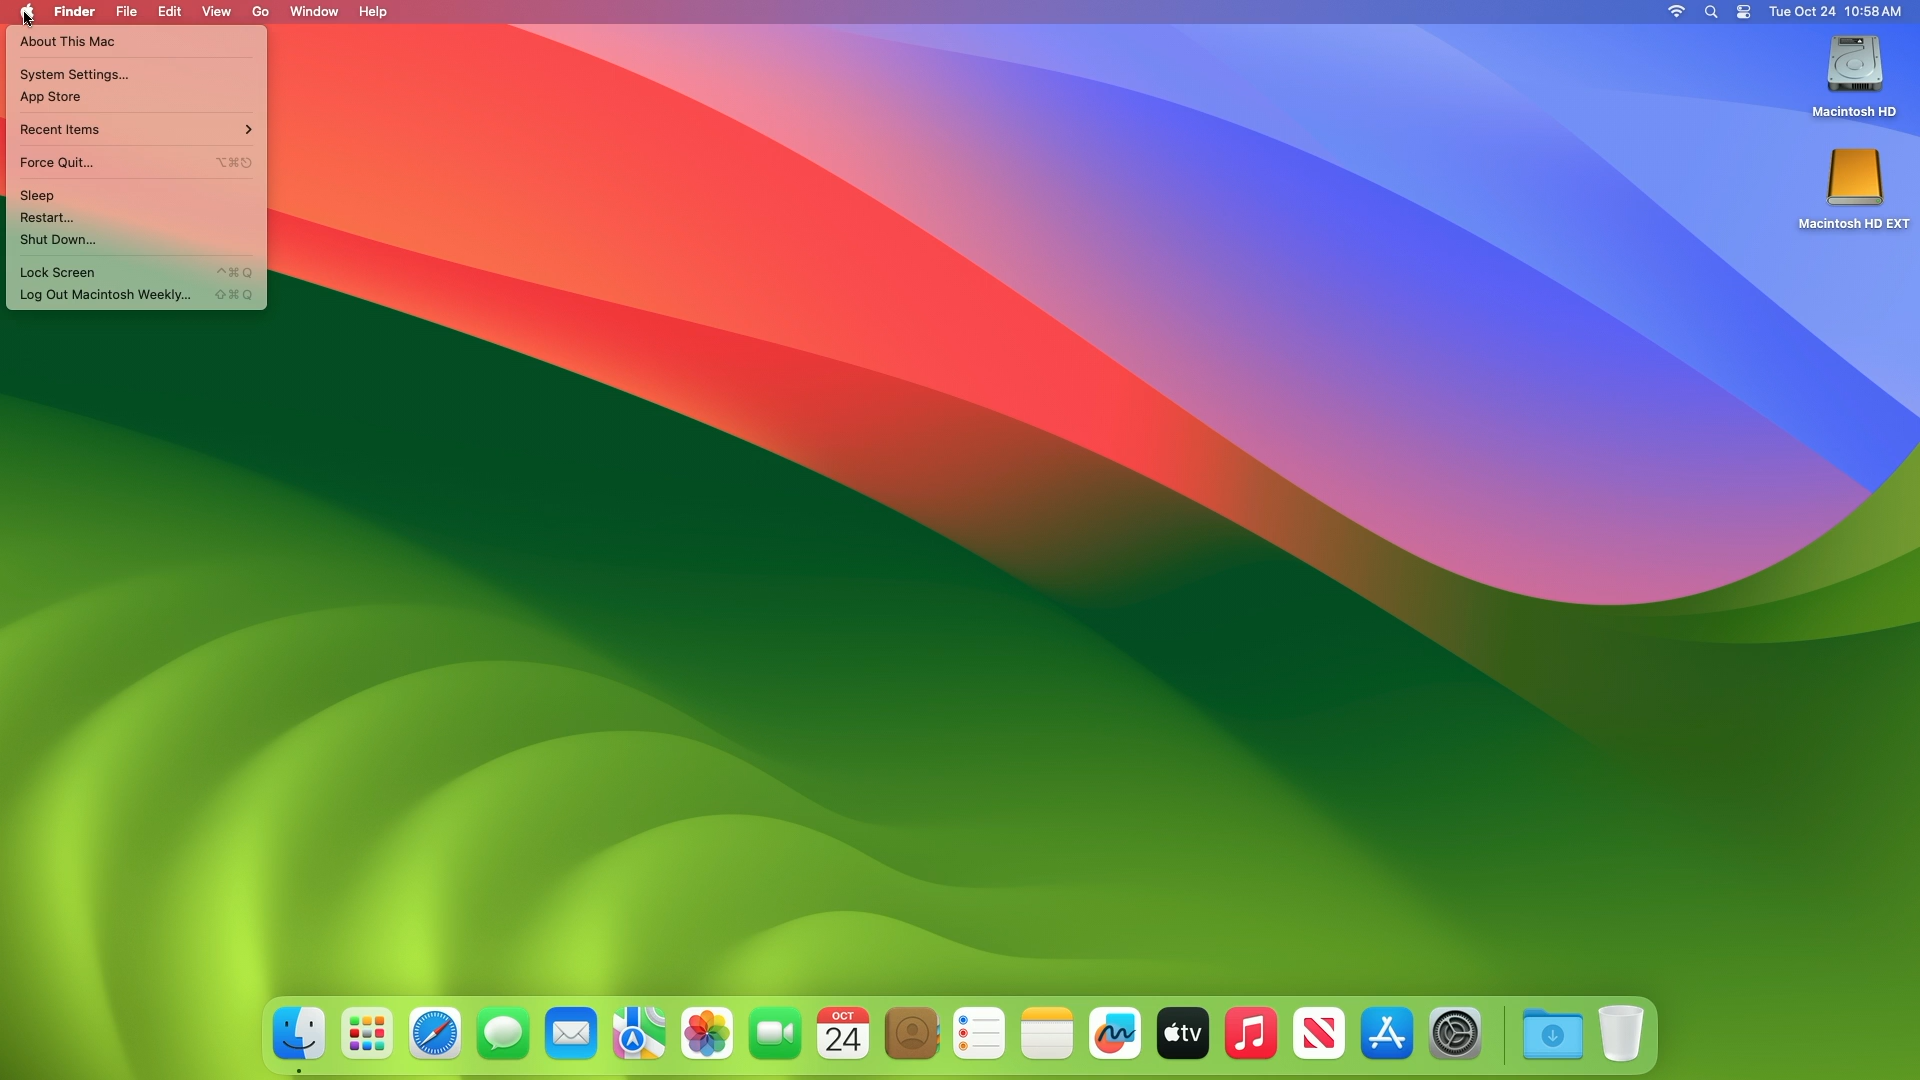 Finder File Edit View Go Window Help Tue Oct 24 10:58 AM
About This Mac
System Settings...
App Store
Recent Items
Force Quit... ⌥⌘⎋
Sleep
Restart...
Shut Down...
Lock Screen ^⌘Q
Log Out Macintosh Weekly... ⇧⌘Q
Macintosh HD
Macintosh HD EXT
OCT
24
tv